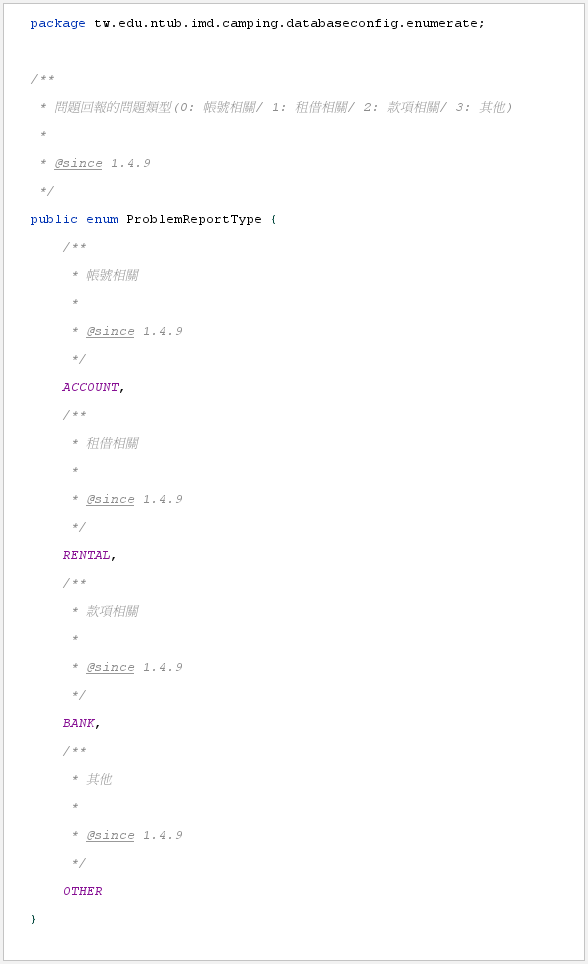 package tw.edu.ntub.imd.camping.databaseconfig.enumerate;
/**
 * 問題回報的問題類型(0: 帳號相關/ 1: 租借相關/ 2: 款項相關/ 3: 其他)
 *
 * @since 1.4.9
 */
public enum ProblemReportType {
    /**
     * 帳號相關
     *
     * @since 1.4.9
     */
    ACCOUNT,
    /**
     * 租借相關
     *
     * @since 1.4.9
     */
    RENTAL,
    /**
     * 款項相關
     *
     * @since 1.4.9
     */
    BANK,
    /**
     * 其他
     *
     * @since 1.4.9
     */
    OTHER
}